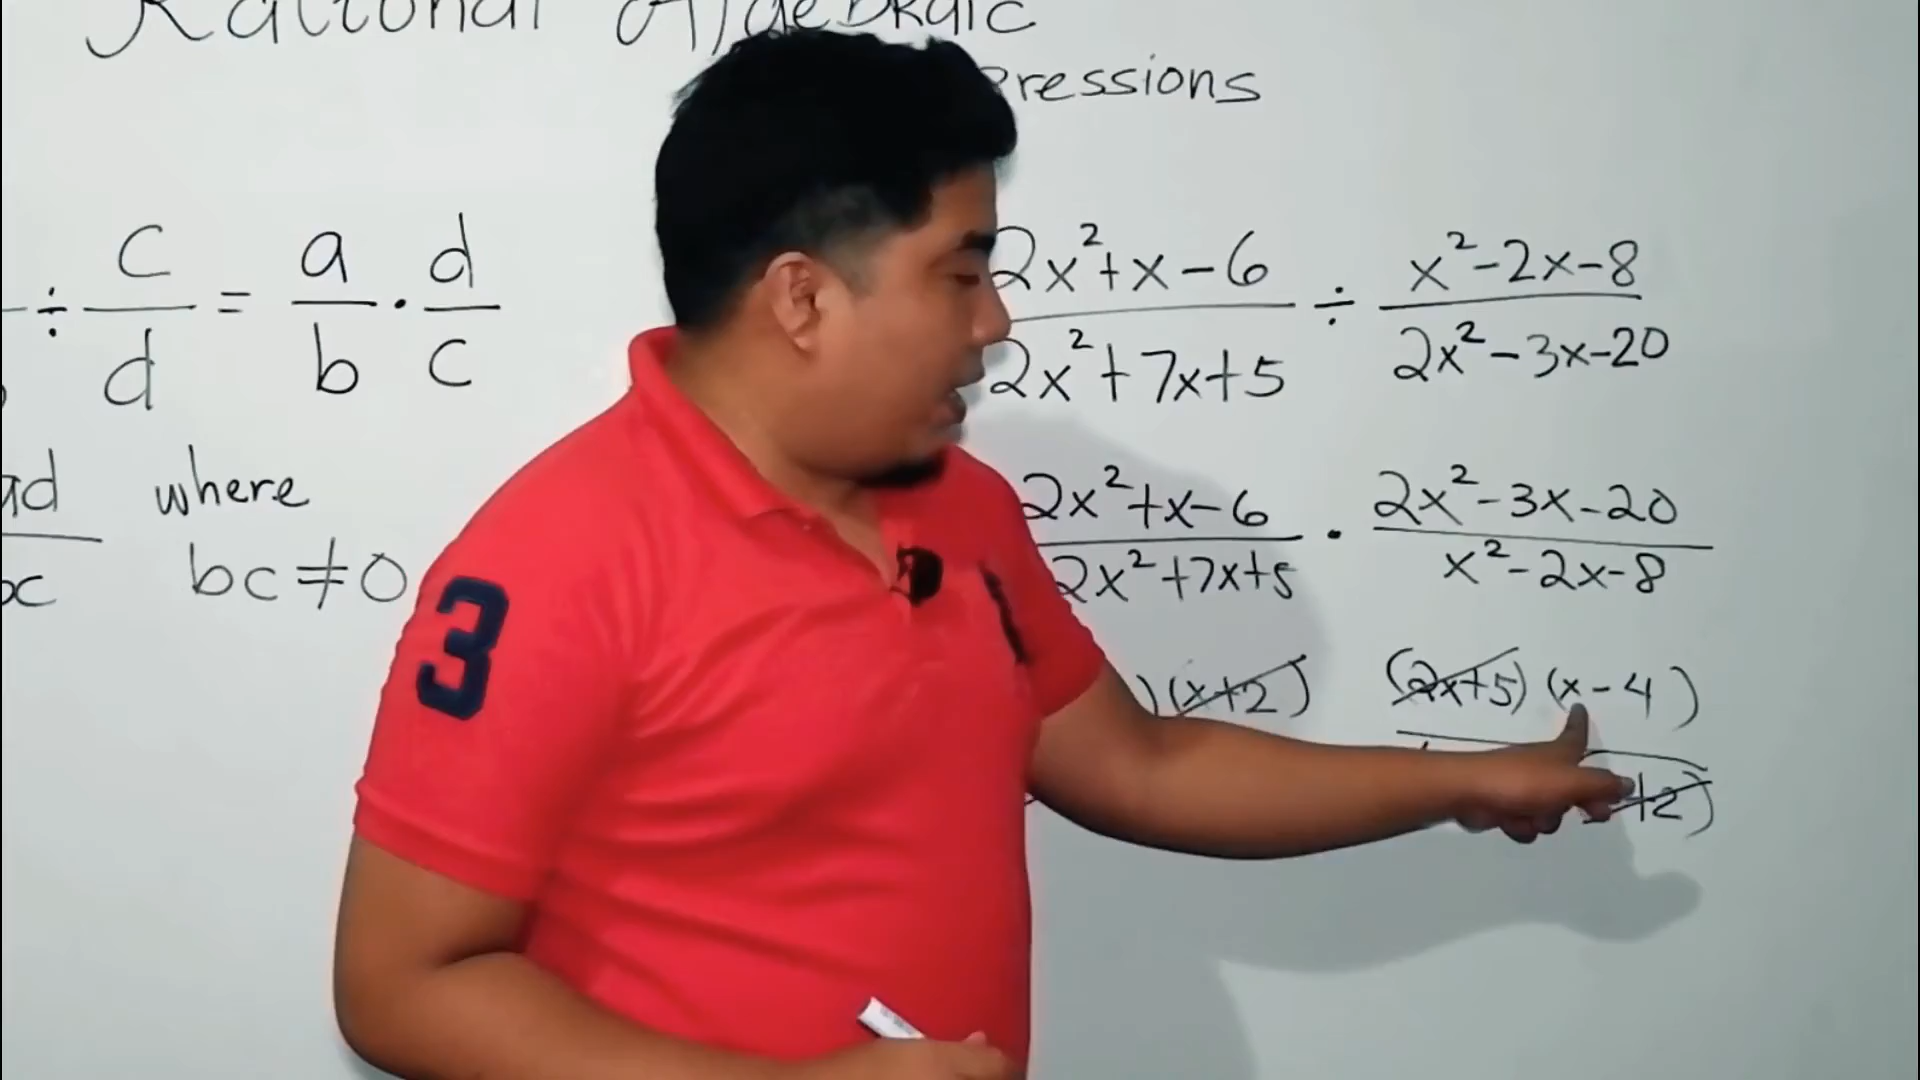 Rational Algebraic
pressions
÷ c/d = a/b · d/c
ad where
bc bc≠0
3
2x²+x-6 ÷ x²-2x-8
2x²+7x+5 2x²-3x-20
2x²+x-6 · 2x²-3x-20
2x²+7x+5 x²-2x-8
)(x+2) (2x+5)(x-4)
+2)